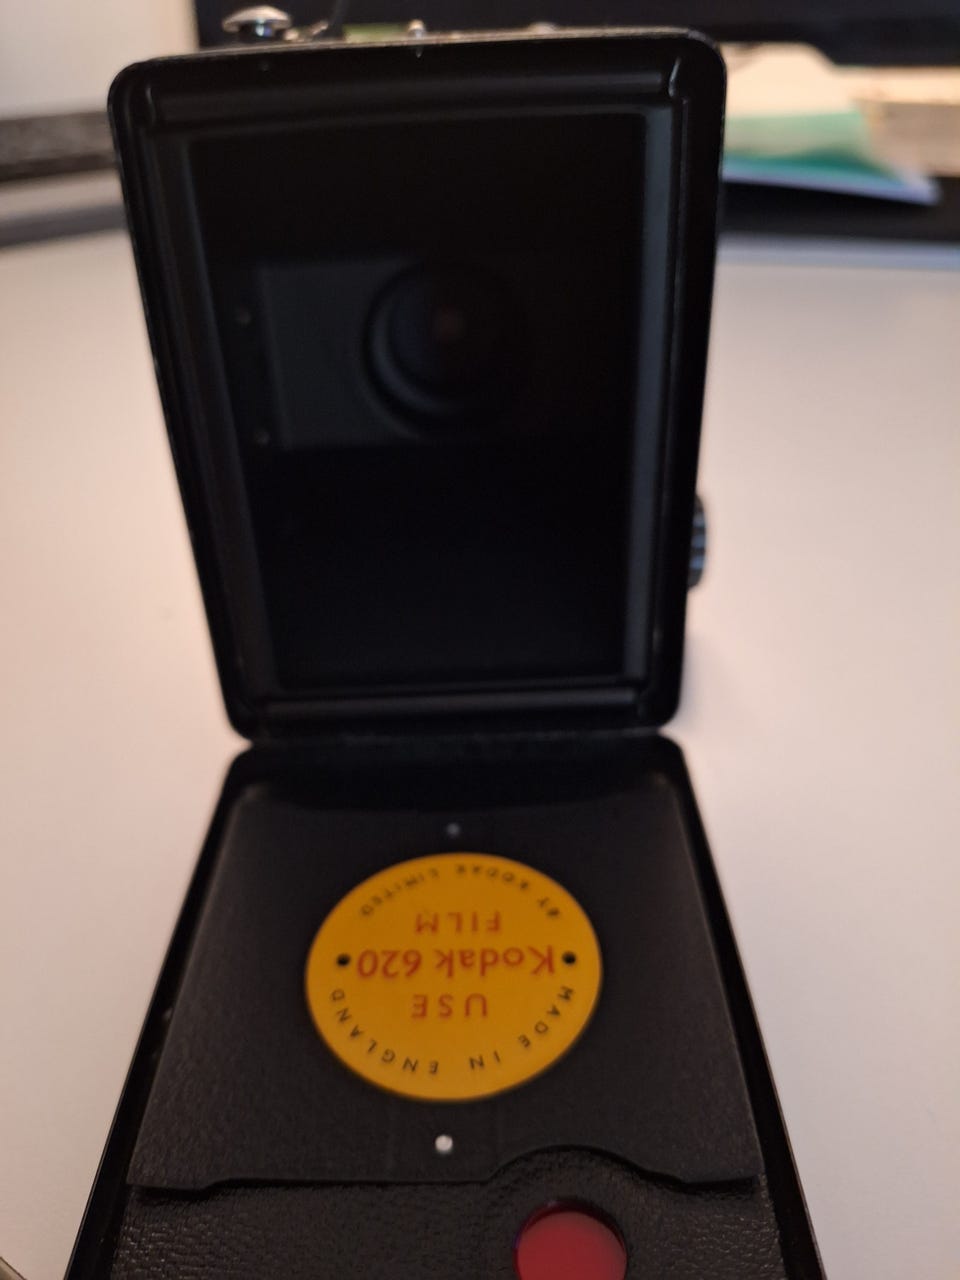 MADE IN ENGLAND
USE
Kodak 620
FILM
BY KODAK LIMITED